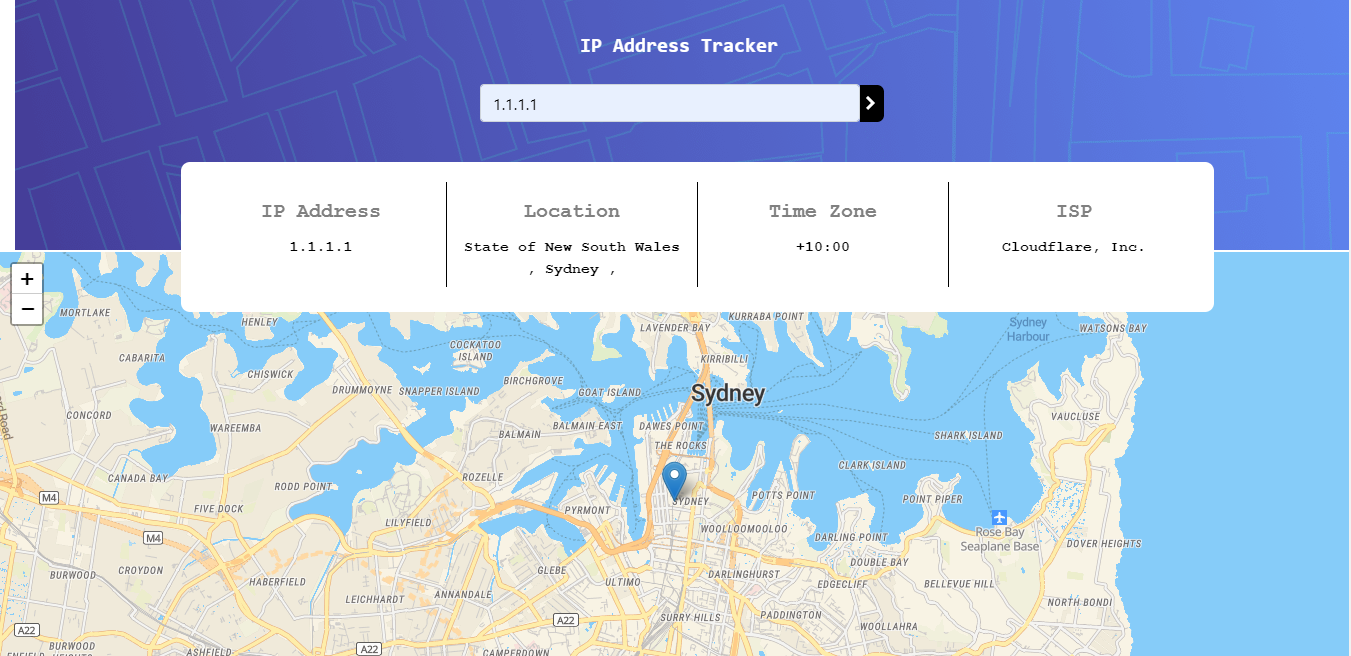 IP Address Tracker
1.1.1.1
IP Address
1.1.1.1
Location
State of New South Wales
, Sydney ,
Time Zone
+10:00
ISP
Cloudflare, Inc.
+
−
MORTLAKE
HENLEY
LAVENDER BAY
KURRABA POINT
Sydney
Harbour
WATSONS BAY
CABARITA
COCKATOO
ISLAND
KIRRIBILLI
CHISWICK
DRUMMOYNE
SNAPPER ISLAND
BIRCHGROVE
GOAT ISLAND
Sydney
CONCORD
WAREEMBA
BALMAIN
BALMAIN EAST
DAWES POINT
VAUCLUSE
THE ROCKS
SHARK ISLAND
CANADA BAY
RODD POINT
ROZELLE
CLARK ISLAND
M4
FIVE DOCK
LILYFIELD
PYRMONT
SYDNEY
POTTS POINT
POINT PIPER
M4
WOOLLOOMOOLOO
DARLING POINT
Rose Bay
Seaplane Base
DOVER HEIGHTS
BURWOOD
CROYDON
HABERFIELD
GLEBE
ULTIMO
DARLINGHURST
DOUBLE BAY
EDGECLIFF
BELLEVUE HILL
LEICHHARDT
ANNANDALE
NORTH BONDI
A22
A22
SURRY HILLS
PADDINGTON
WOOLLAHRA
BURWOOD
ASHFIELD
A22
CAMPERDOWN